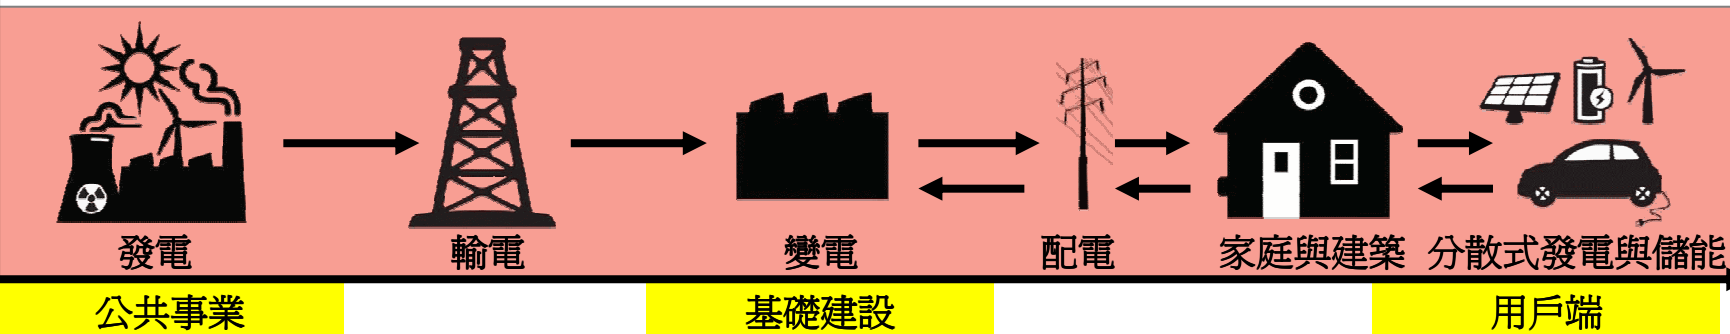 發電
輸電
變電
配電
家庭與建築
分散式發電與儲能
公共事業
基礎建設
用戶端